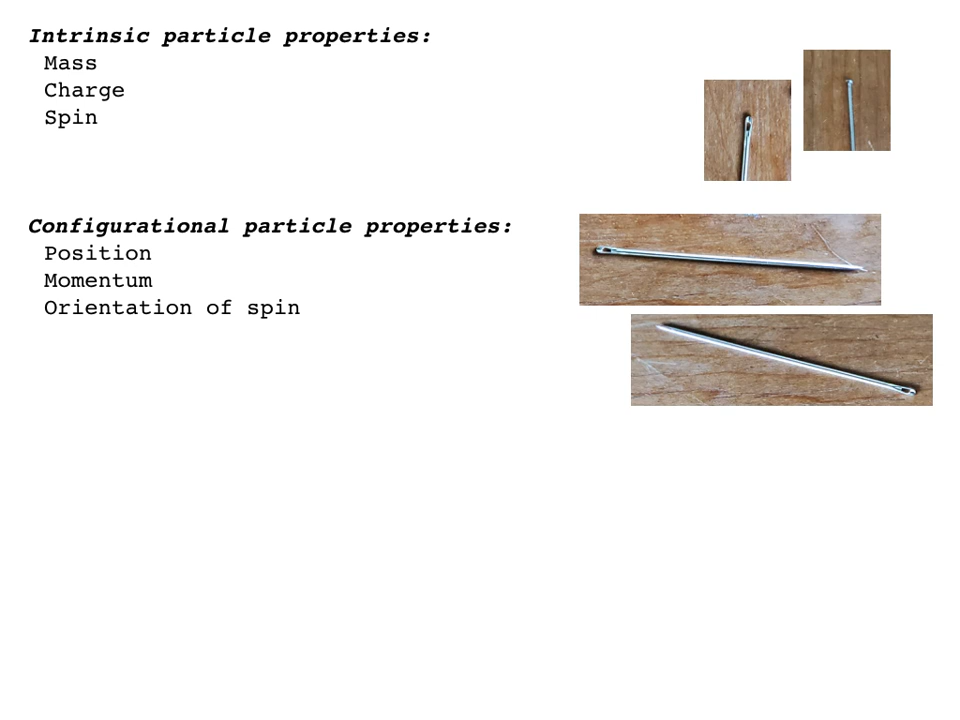 Intrinsic particle properties:
Mass
Charge
Spin
Configurational particle properties:
Position
Momentum
Orientation of spin